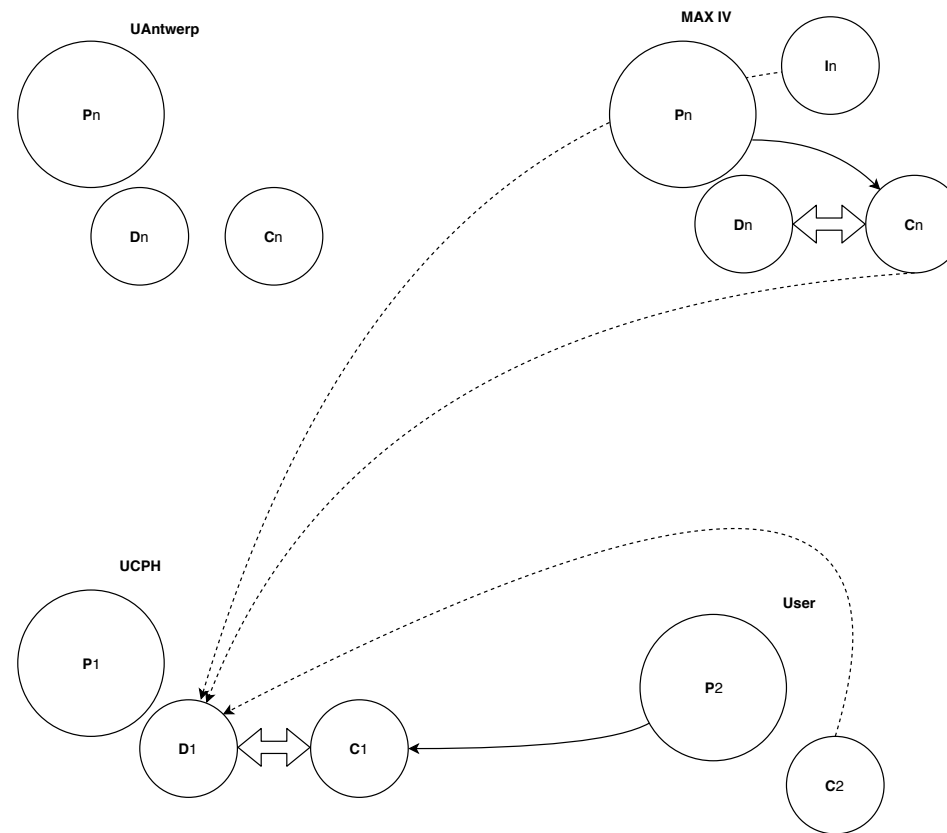 UAntwerp
MAX IV
Pn
In
Pn
Dn
Cn
Dn
Cn
UCPH
User
P1
P2
D1
C1
C2